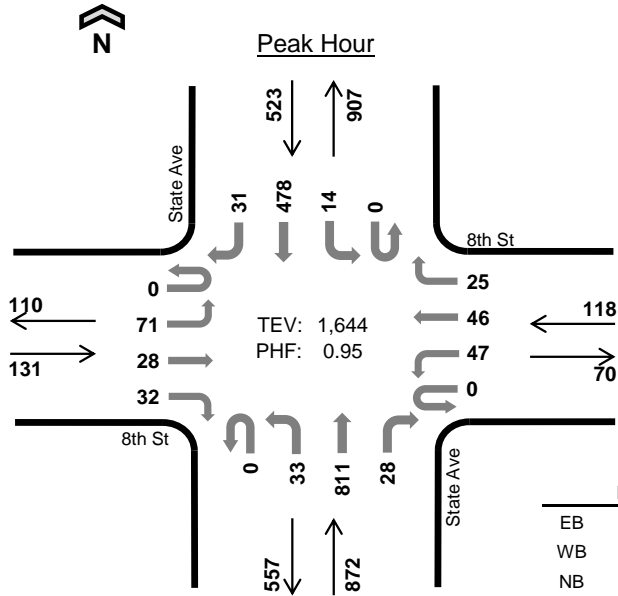 N
Peak Hour
523
907
State Ave
31
478
14
0
8th St
0
71
28
32
25
46
47
0
110
131
118
70
TEV: 1,644
PHF: 0.95
8th St
0
33
811
28
State Ave
557
872
EB
WB
NB